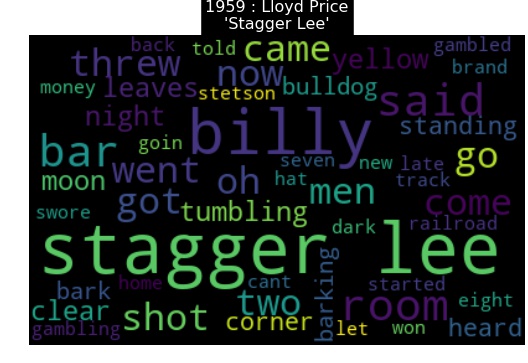 1959 : Lloyd Price
'Stagger Lee'
back told came gambled
threw now yellow brand
money leaves stetson bulldog said
night billy standing
bar goin seven new late go
moon went oh hat men track come
swore got tumbling dark railroad
stagger lee
bark home cant barking started
clear shot two room eight
gambling corner let won heard